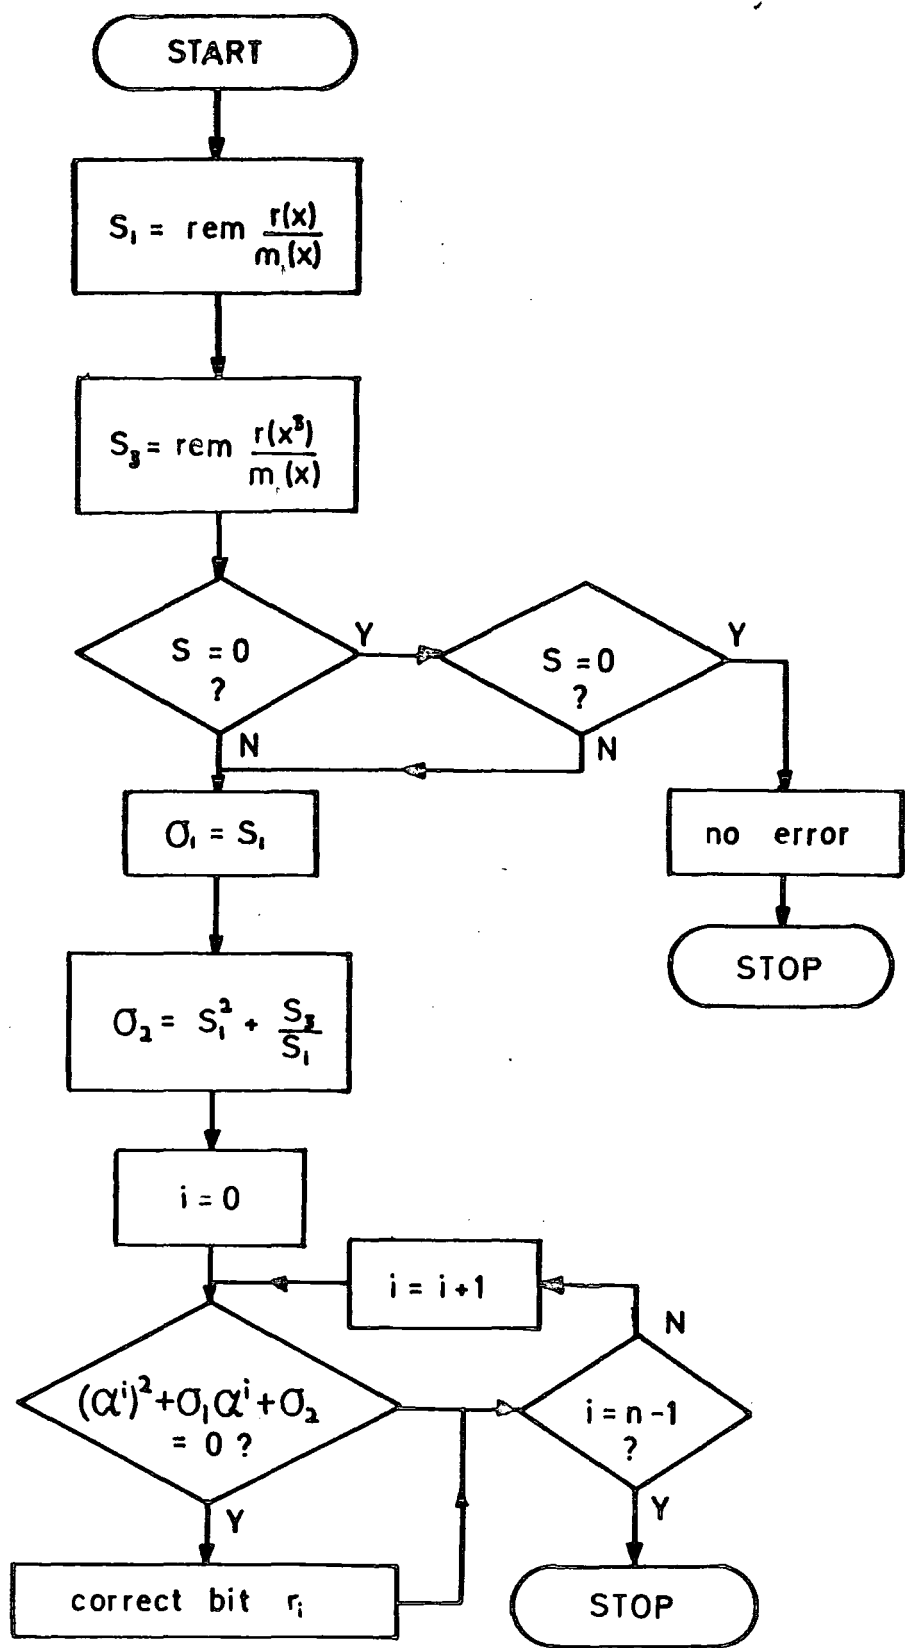 START
S₁ = rem r(x)
m₁(x)
S₃ = rem r(x³)
m₁(x)
S = 0
?
Y
N
S = 0
?
Y
N
σ₁ = S₁
no error
STOP
σ₂ = S₁² + S₃
S₁
i = 0
i = i+1
(αⁱ)² + σ₁αⁱ + σ₂
= 0 ?
Y
i = n-1
?
N
Y
correct bit rᵢ
STOP